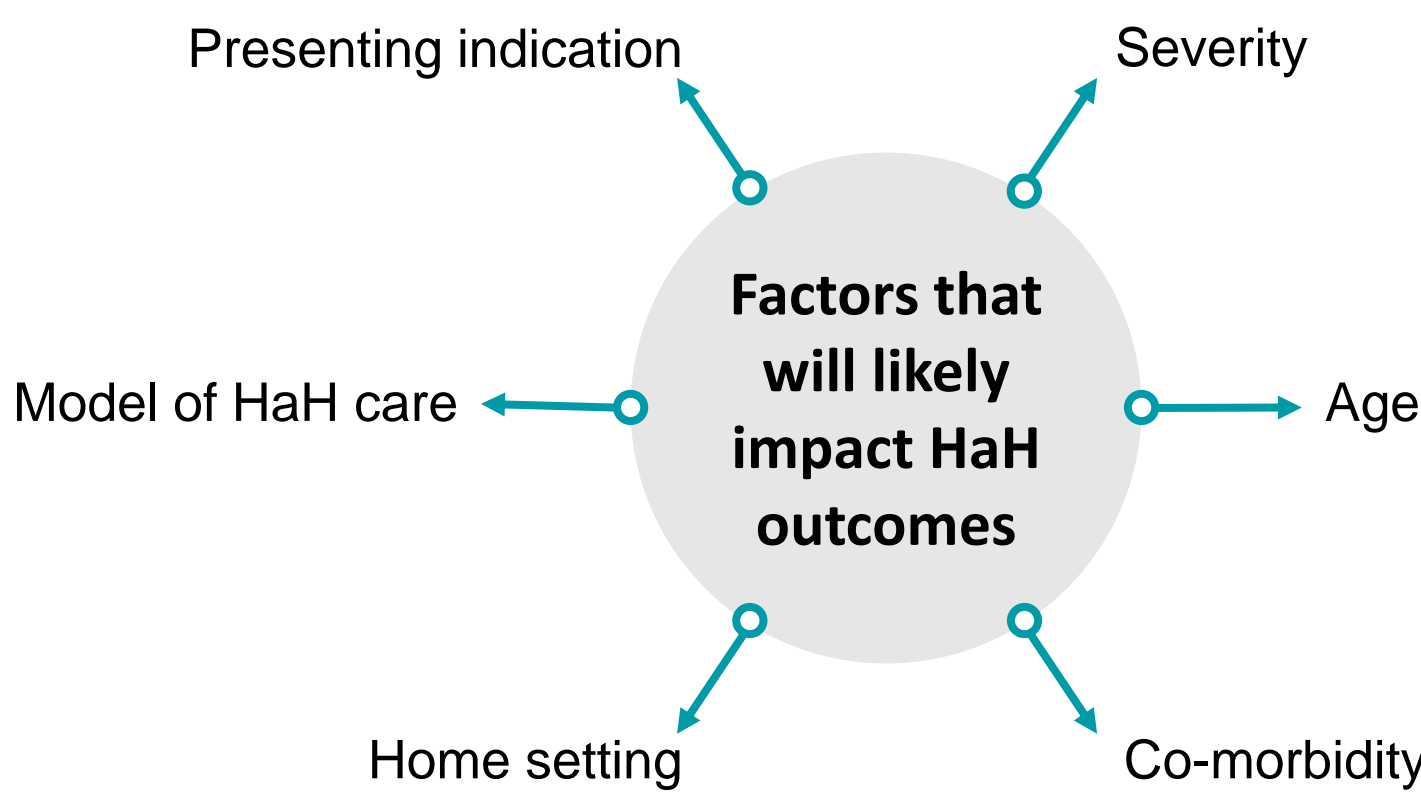 Presenting indication
Severity
Factors that
will likely
impact HaH
outcomes
Model of HaH care
Age
Home setting
Co-morbidity